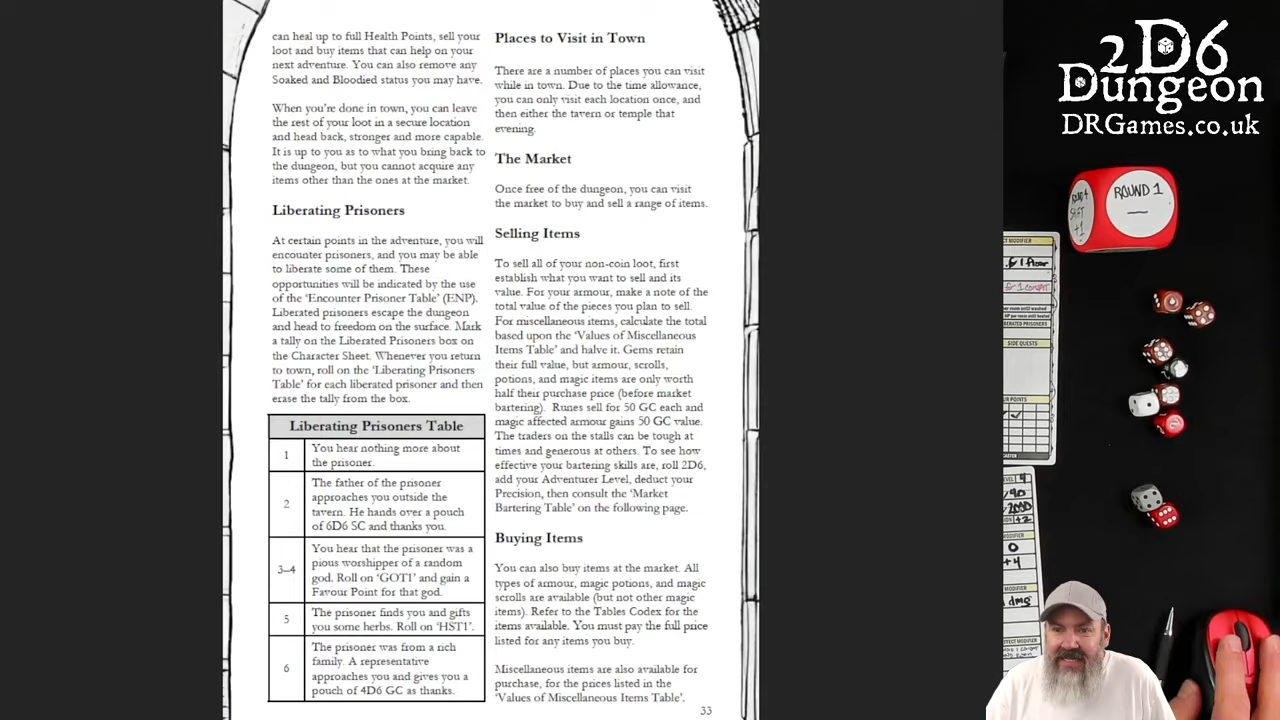 can heal up to full Health Points, sell your
loot and buy items that can help on your
next adventure. You can also remove any
Soaked and Bloodied status you may have.
When you're done in town, you can leave
the rest of your loot in a secure location
and head back, stronger and more capable.
It is up to you as to what you bring back to
the dungeon, but you cannot acquire any
items other than the ones at the market.
Liberating Prisoners
At certain points in the adventure, you will
encounter prisoners, and you may be able
to liberate some of them. These
opportunities will be indicated by the use
of the 'Encounter Prisoner Table' (ENP).
Liberated prisoners escape the dungeon
and head to freedom on the surface. Mark
a tally on the Liberated Prisoners box on
the Character Sheet. Whenever you return
to town, roll on the 'Liberating Prisoners
Table' for each liberated prisoner and then
erase the tally from the box.
Liberating Prisoners Table
1 You hear nothing more about
the prisoner.
2 The father of the prisoner
approaches you outside the
tavern. He hands over a pouch
of 6D6 SC and thanks you.
3–4 You hear that the prisoner was a
pious worshipper of a random
god. Roll on 'GOT1' and gain a
Favour Point for that god.
5 The prisoner finds you and gifts
you some herbs. Roll on 'HST1'.
6 The prisoner was from a rich
family. A representative
approaches you and gives you a
pouch of 4D6 GC as thanks.
Places to Visit in Town
There are a number of places you can visit
while in town. Due to the time allowance,
you can only visit each location once, and
then either the tavern or temple that
evening.
The Market
Once free of the dungeon, you can visit
the market to buy and sell a range of items.
Selling Items
To sell all of your non-coin loot, first
establish what you want to sell and its
value. For your armour, make a note of the
total value of the pieces you plan to sell.
For miscellaneous items, calculate the total
based upon the 'Values of Miscellaneous
Items Table' and halve it. Gems retain
their full value, but armour, scrolls,
potions, and magic items are only worth
half their purchase price (before market
bartering). Runes sell for 50 GC each and
magic affected armour gains 50 GC value.
The traders on the stalls can be tough at
times and generous at others. To see how
effective your bartering skills are, roll 2D6,
add your Adventurer Level, deduct your
Precision, then consult the 'Market
Bartering Table' on the following page.
Buying Items
You can also buy items at the market. All
types of armour, magic potions, and magic
scrolls are available (but not other magic
items). Refer to the Tables Codex for the
items available. You must pay the full price
listed for any items you buy.
Miscellaneous items are also available for
purchase, for the prices listed in the
'Values of Miscellaneous Items Table'.
33
2D6
Dungeon
DRGames.co.uk
ROUND 1
ROUND 4
SHIFT
+1
MODIFIER
1 floor
SIDE QUESTS
POINTS
LEVEL 4
2000
+2
MODIFIER
0
+4
dmg
EFFECT MODIFIER